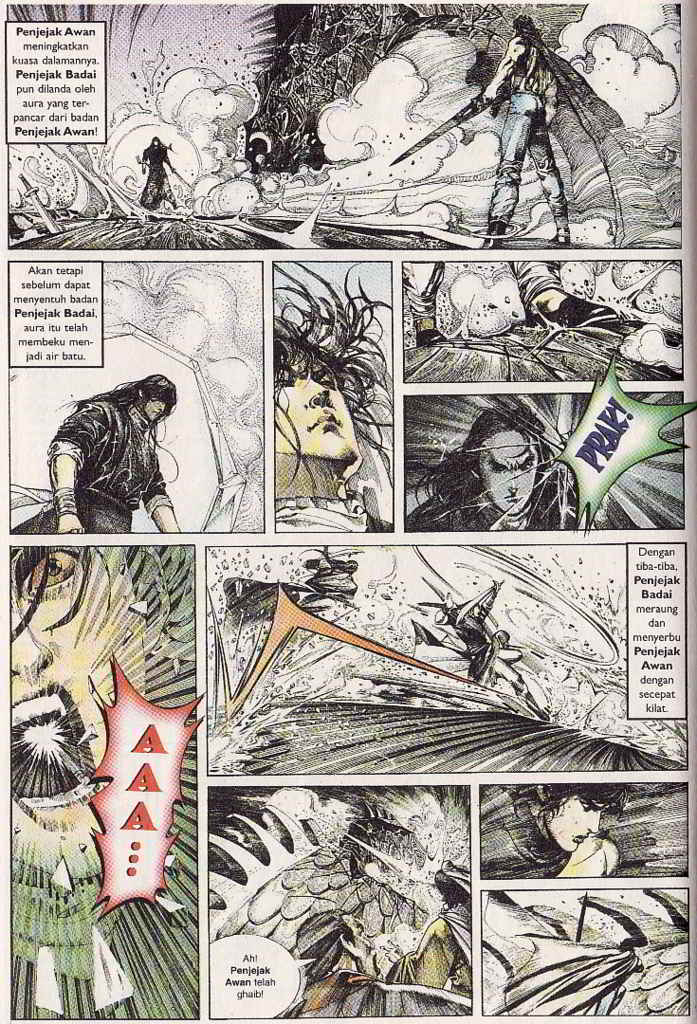 Penjejak Awan
meningkatkan
kuasa dalamannya.
Penjejak Badai
pun dilanda oleh
aura yang ter-
pancar dari badan
Penjejak Awan!
Akan tetapi
sebelum dapat
menyentuh badan
Penjejak Badai,
aura itu telah
membeku men-
jadi air batu.
PRAK!
A
A
A
...
Dengan
tiba-tiba,
Penjejak
Badai
meraung
dan
menyerbu
Penjejak
Awan
dengan
secepat
kilat.
Ah!
Penjejak
Awan telah
ghaib!